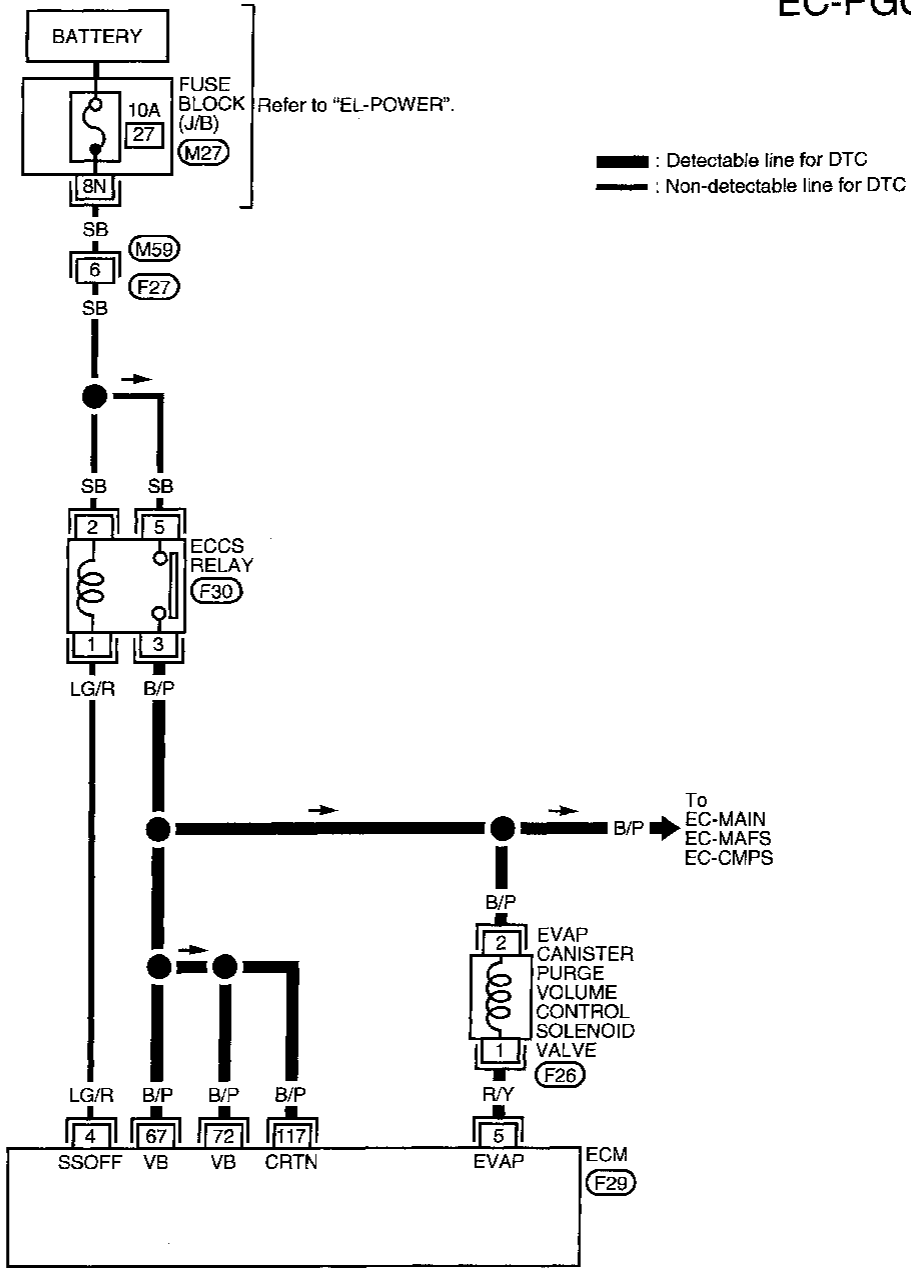 BATTERY
FUSE
BLOCK
(J/B)
M27
10A
27
8N
Refer to "EL-POWER".
: Detectable line for DTC
: Non-detectable line for DTC
SB
M59
6
F27
SB
SB SB
2 5
ECCS
RELAY
F30
1 3
LG/R B/P
B/P
To
EC-MAIN
EC-MAFS
EC-CMPS
B/P
2
EVAP
CANISTER
PURGE
VOLUME
CONTROL
SOLENOID
VALVE
1
F26
LG/R B/P B/P B/P R/Y
4 67 72 117 5
SSOFF VB VB CRTN EVAP
ECM
F29